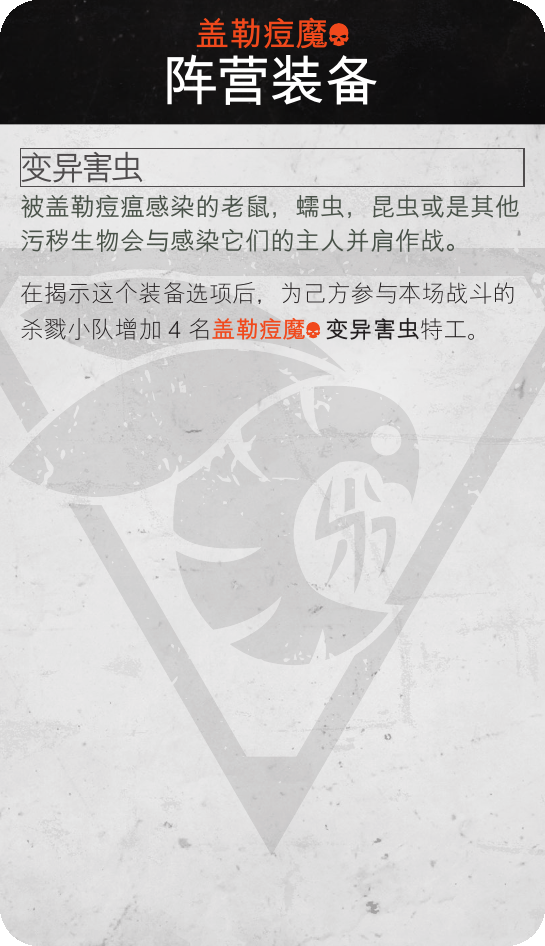 盖勒痘魔
阵营装备
变异害虫
被盖勒痘瘟感染的老鼠，蠕虫，昆虫或是其他
污秽生物会与感染它们的主人并肩作战。
在揭示这个装备选项后，为己方参与本场战斗的
杀戮小队增加 4 名盖勒痘魔 变异害虫特工。